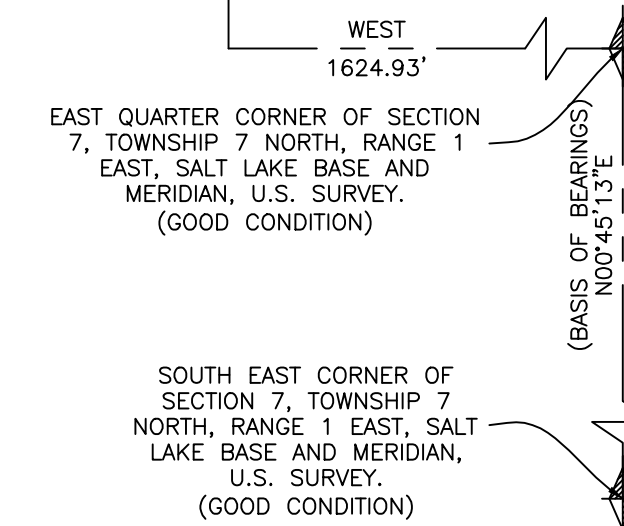 WEST
1624.93'
EAST QUARTER CORNER OF SECTION
7, TOWNSHIP 7 NORTH, RANGE 1
EAST, SALT LAKE BASE AND
MERIDIAN, U.S. SURVEY.
(GOOD CONDITION)
(BASIS OF BEARINGS)
N00°45'13"E
SOUTH EAST CORNER OF
SECTION 7, TOWNSHIP 7
NORTH, RANGE 1 EAST, SALT
LAKE BASE AND MERIDIAN,
U.S. SURVEY.
(GOOD CONDITION)